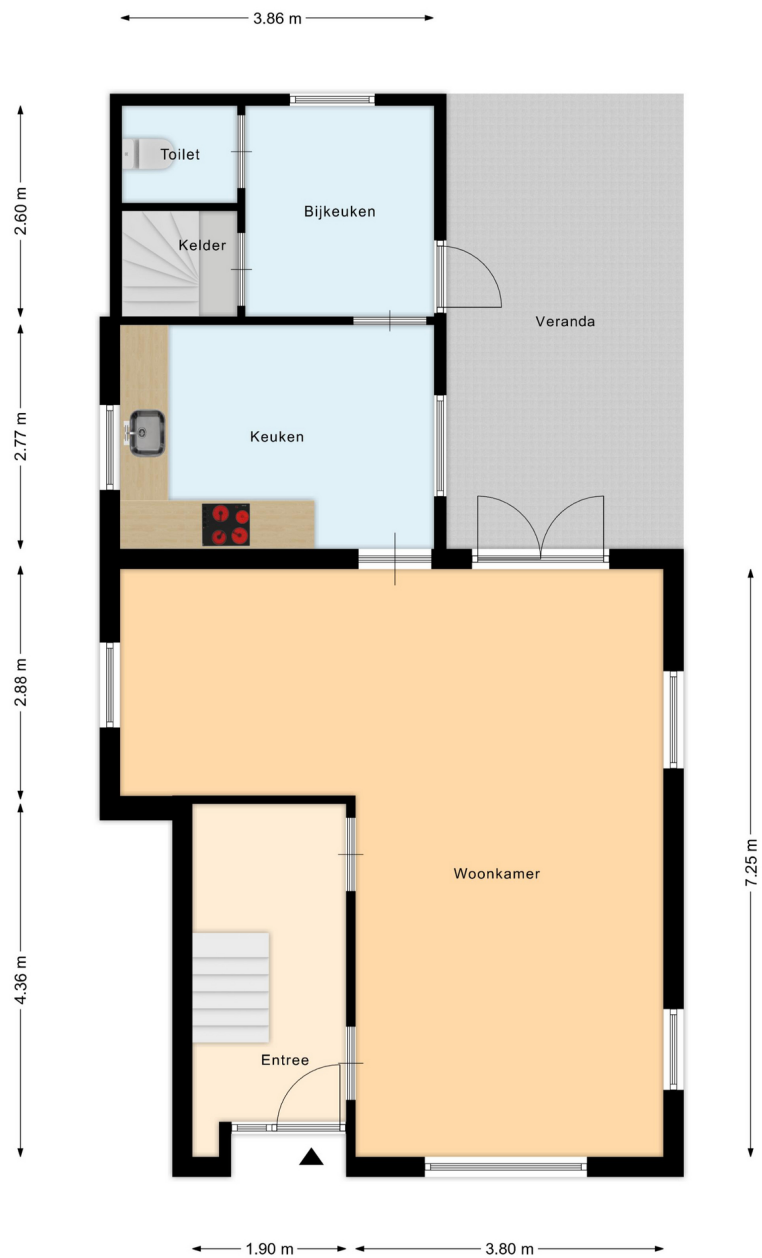 3.86 m
Toilet
Bijkeuken
2.60 m
Kelder
Veranda
2.77 m
Keuken
2.88 m
Woonkamer
7.25 m
4.36 m
Entree
1.90 m
3.80 m